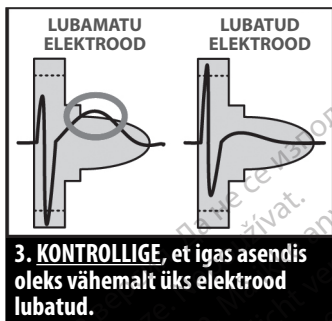 LUBAMATU
ELEKTROOD
LUBATUD
ELEKTROOD
3. KONTROLLIGE, et igas asendis
oleks vähemalt üks elektrood
lubatud.